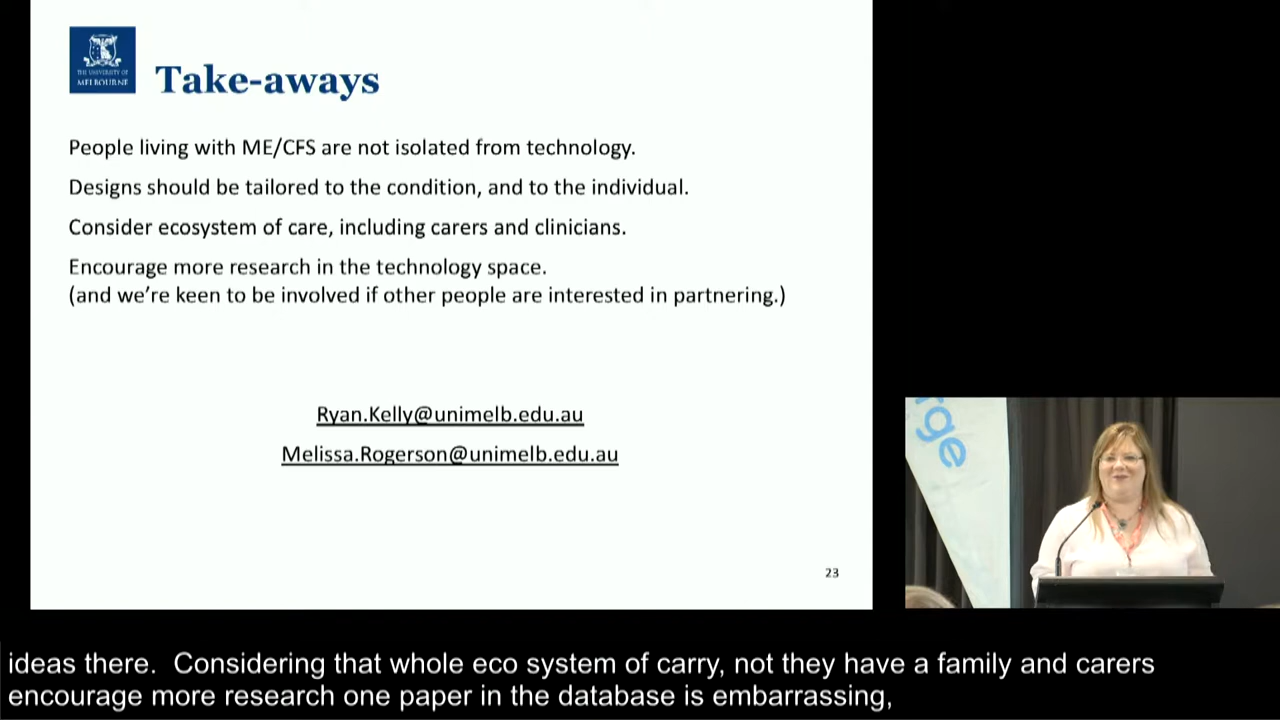 THE UNIVERSITY OF
MELBOURNE
Take-aways
People living with ME/CFS are not isolated from technology.
Designs should be tailored to the condition, and to the individual.
Consider ecosystem of care, including carers and clinicians.
Encourage more research in the technology space.
(and we're keen to be involved if other people are interested in partnering.)
Ryan.Kelly@unimelb.edu.au
Melissa.Rogerson@unimelb.edu.au
23
rge
ideas there.  Considering that whole eco system of carry, not they have a family and carers
encourage more research one paper in the database is embarrassing,